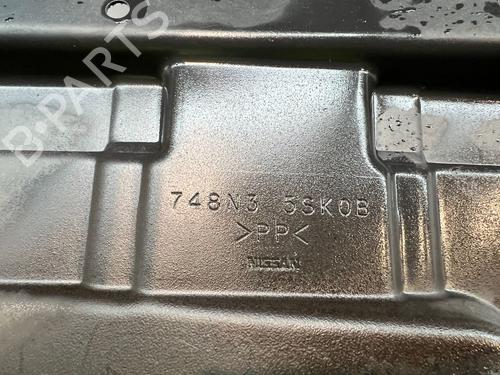 B-PARTS
748N3 5SK0B
>PP<
NISSAN